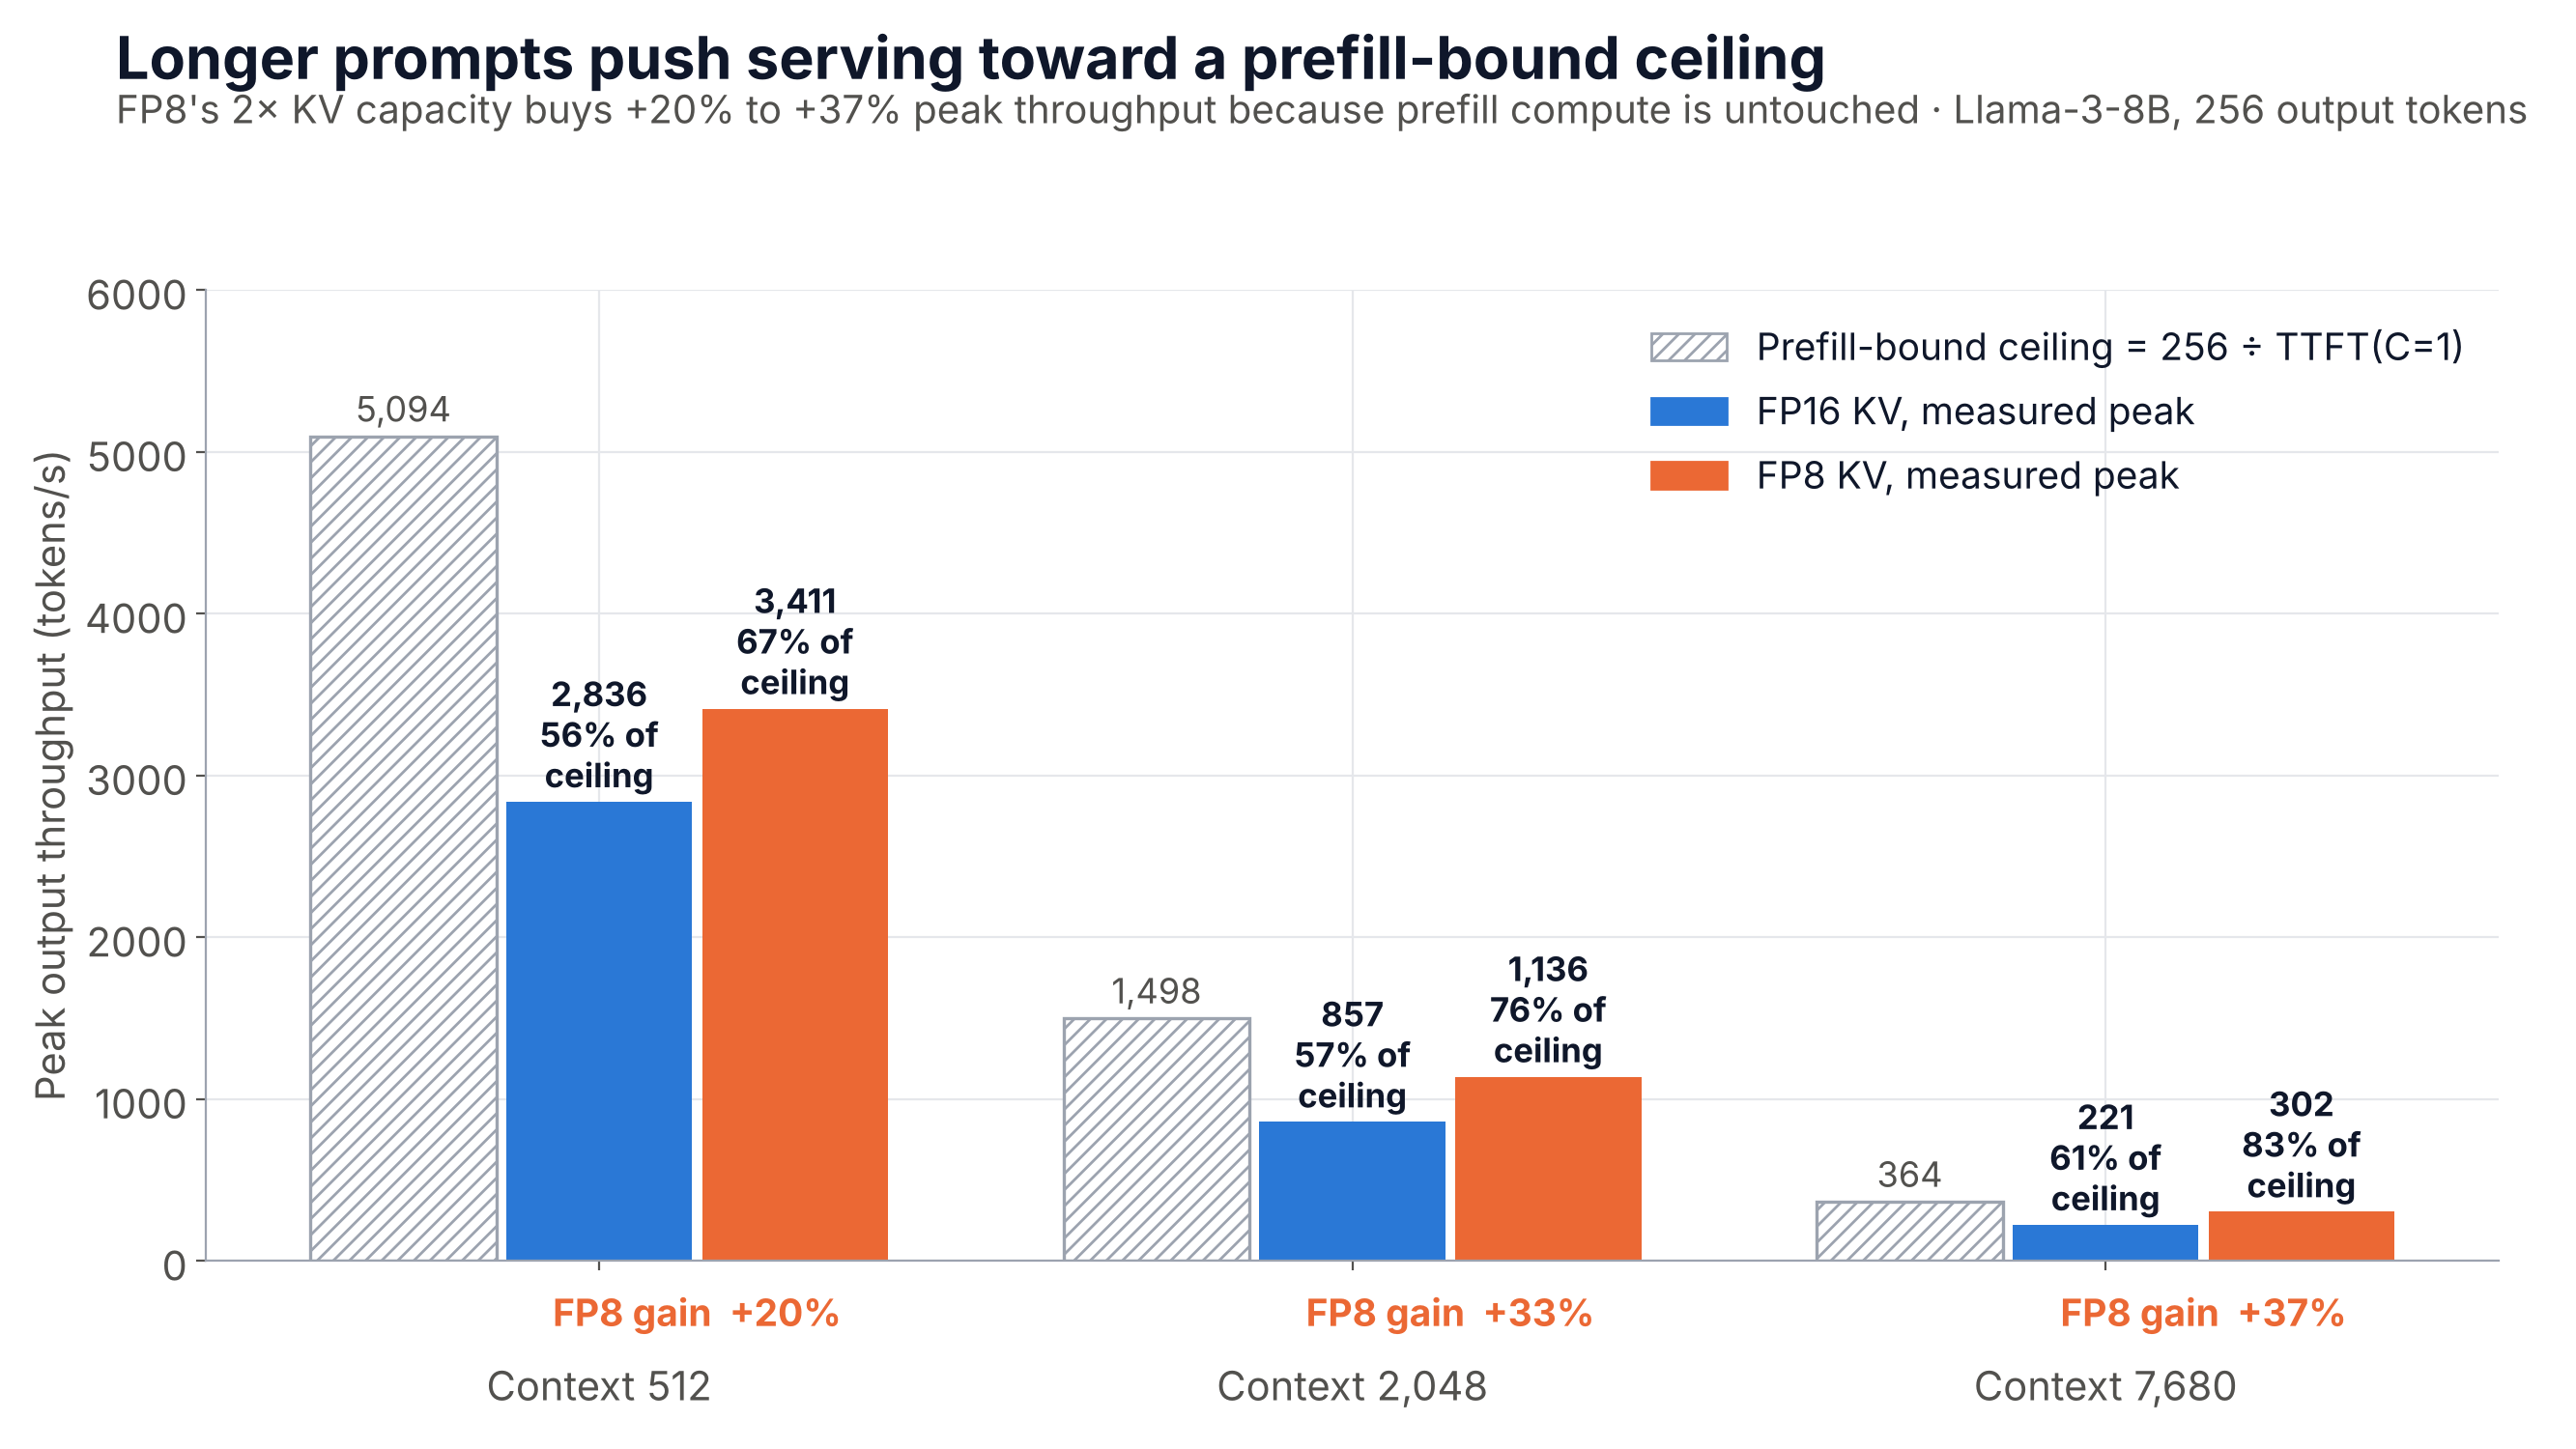 Longer prompts push serving toward a prefill-bound ceiling
FP8's 2× KV capacity buys +20% to +37% peak throughput because prefill compute is untouched · Llama-3-8B, 256 output tokens
Peak output throughput (tokens/s)
6000
5000
4000
3000
2000
1000
0
Prefill-bound ceiling = 256 ÷ TTFT(C=1)
FP16 KV, measured peak
FP8 KV, measured peak
5,094
2,836
56% of
ceiling
3,411
67% of
ceiling
1,498
857
57% of
ceiling
1,136
76% of
ceiling
364
221
61% of
ceiling
302
83% of
ceiling
FP8 gain +20%
FP8 gain +33%
FP8 gain +37%
Context 512
Context 2,048
Context 7,680